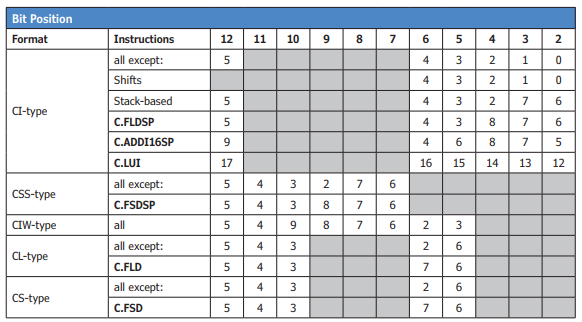 Bit Position
Format Instructions 12 11 10 9 8 7 6 5 4 3 2
CI-type
all except: 5 4 3 2 1 0
Shifts 4 3 2 1 0
Stack-based 5 4 3 2 7 6
C.FLDSP 5 4 3 8 7 6
C.ADDI16SP 9 4 6 8 7 5
C.LUI 17 16 15 14 13 12
CSS-type
all except: 5 4 3 2 7 6
C.FSDSP 5 4 3 8 7 6
CIW-type all 5 4 9 8 7 6 2 3
CL-type
all except: 5 4 3 2 6
C.FLD 5 4 3 7 6
CS-type
all except: 5 4 3 2 6
C.FSD 5 4 3 7 6